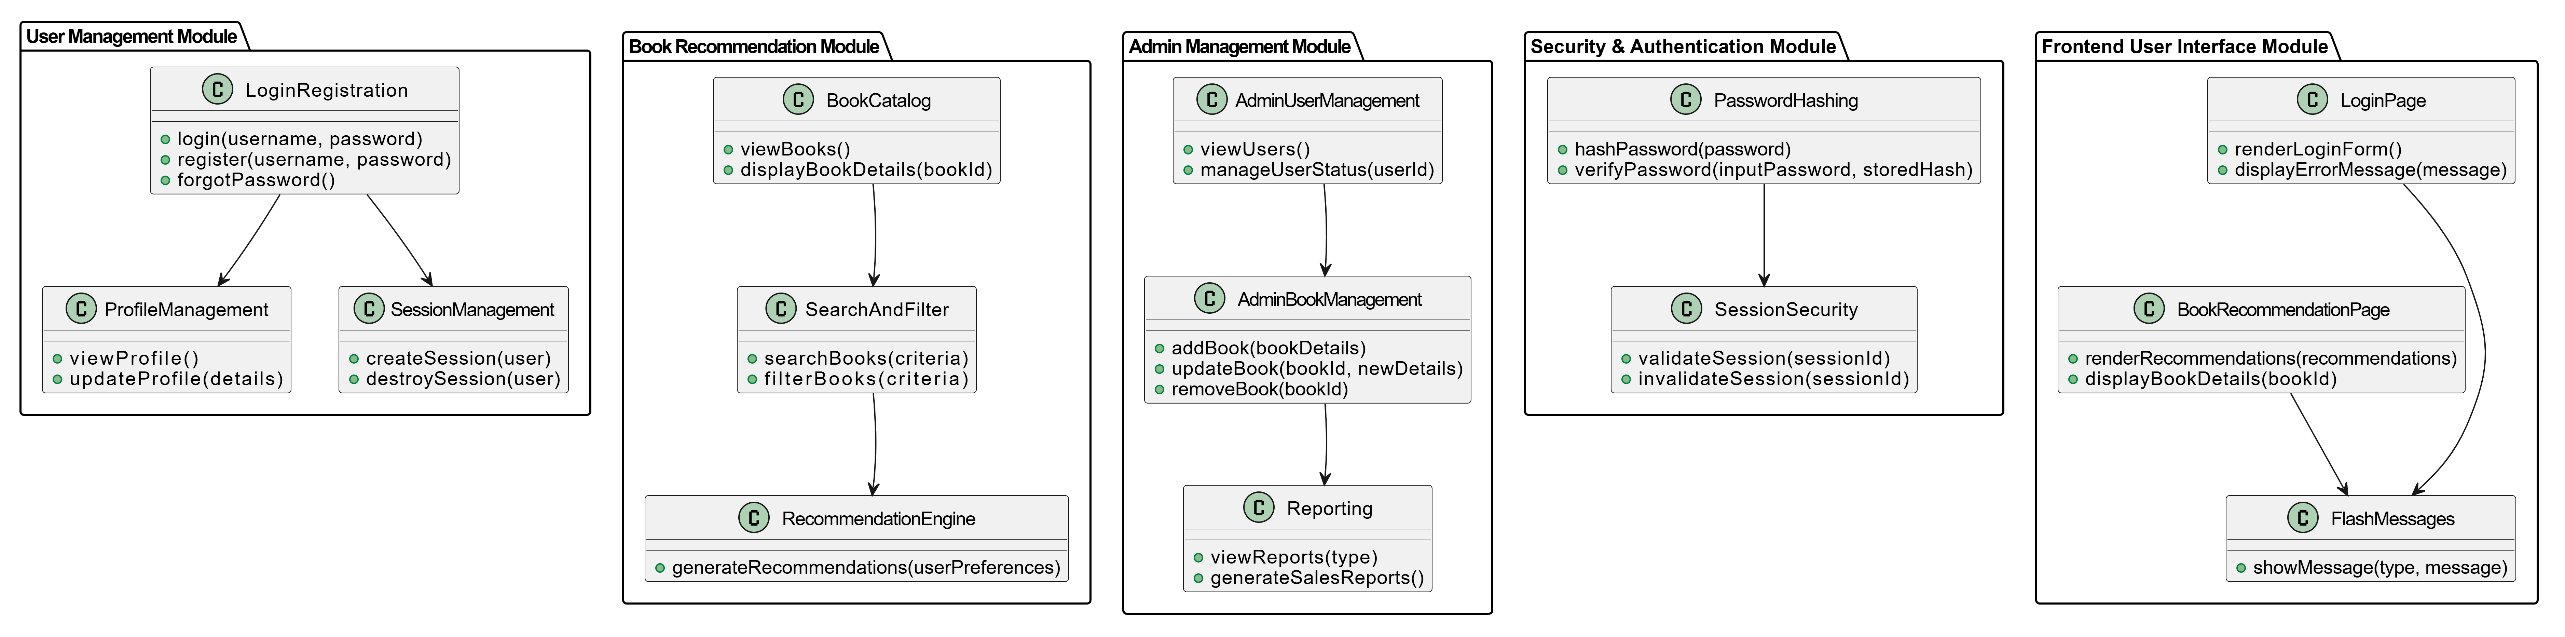 User Management Module
C LoginRegistration
login(username, password)
register(username, password)
forgotPassword()
C ProfileManagement
viewProfile()
updateProfile(details)
C SessionManagement
createSession(user)
destroySession(user)
Book Recommendation Module
C BookCatalog
viewBooks()
displayBookDetails(bookId)
C SearchAndFilter
searchBooks(criteria)
filterBooks(criteria)
C RecommendationEngine
generateRecommendations(userPreferences)
Admin Management Module
C AdminUserManagement
viewUsers()
manageUserStatus(userId)
C AdminBookManagement
addBook(bookDetails)
updateBook(bookId, newDetails)
removeBook(bookId)
C Reporting
viewReports(type)
generateSalesReports()
Security & Authentication Module
C PasswordHashing
hashPassword(password)
verifyPassword(inputPassword, storedHash)
C SessionSecurity
validateSession(sessionId)
invalidateSession(sessionId)
Frontend User Interface Module
C LoginPage
renderLoginForm()
displayErrorMessage(message)
C BookRecommendationPage
renderRecommendations(recommendations)
displayBookDetails(bookId)
C FlashMessages
showMessage(type, message)